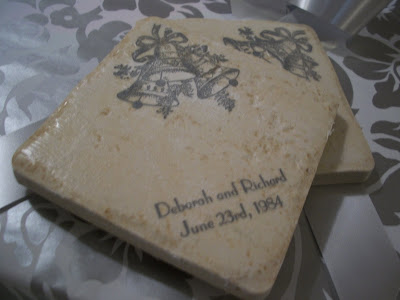 Deborah and Richard
June 23rd, 1984